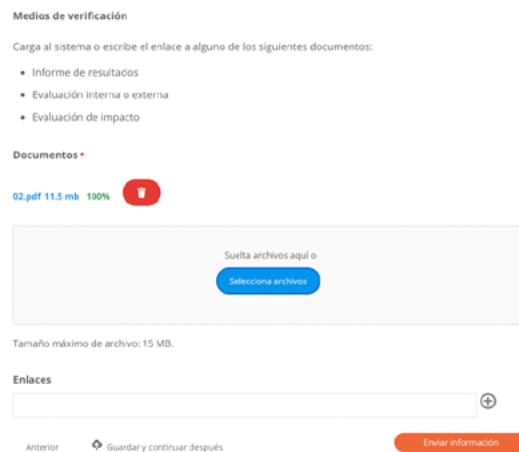 Medios de verificación
Carga al sistema o escribe el enlace a alguno de los siguientes documentos:
• Informe de resultados
• Evaluación interna o externa
• Evaluación de impacto
Documentos *
02.pdf 11.5 mb 100%
Suelta archivos aquí o
Selecciona archivos
Tamaño máximo de archivo: 15 MB.
Enlaces
Anterior Guardar y continuar después Enviar información